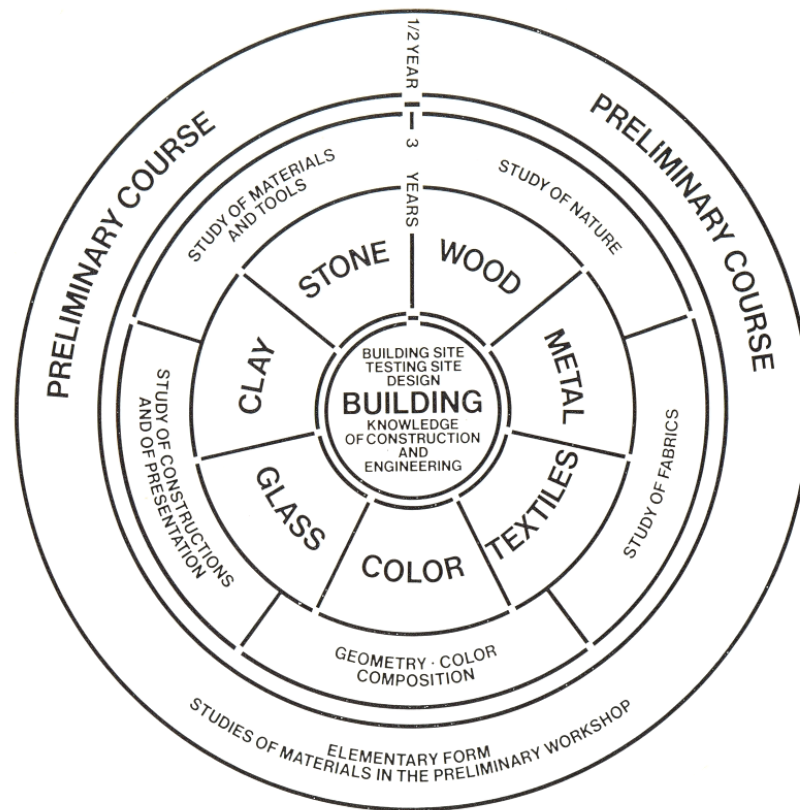 1/2 YEAR
PRELIMINARY COURSE
PRELIMINARY COURSE
3 YEARS
STUDY OF MATERIALS
AND TOOLS
STUDY OF NATURE
STONE
WOOD
CLAY
METAL
BUILDING SITE
TESTING SITE
DESIGN
BUILDING
KNOWLEDGE
OF CONSTRUCTION
AND
ENGINEERING
STUDY OF CONSTRUCTIONS
AND OF PRESENTATION
STUDY OF FABRICS
GLASS
TEXTILES
COLOR
GEOMETRY · COLOR
COMPOSITION
ELEMENTARY FORM
STUDIES OF MATERIALS IN THE PRELIMINARY WORKSHOP